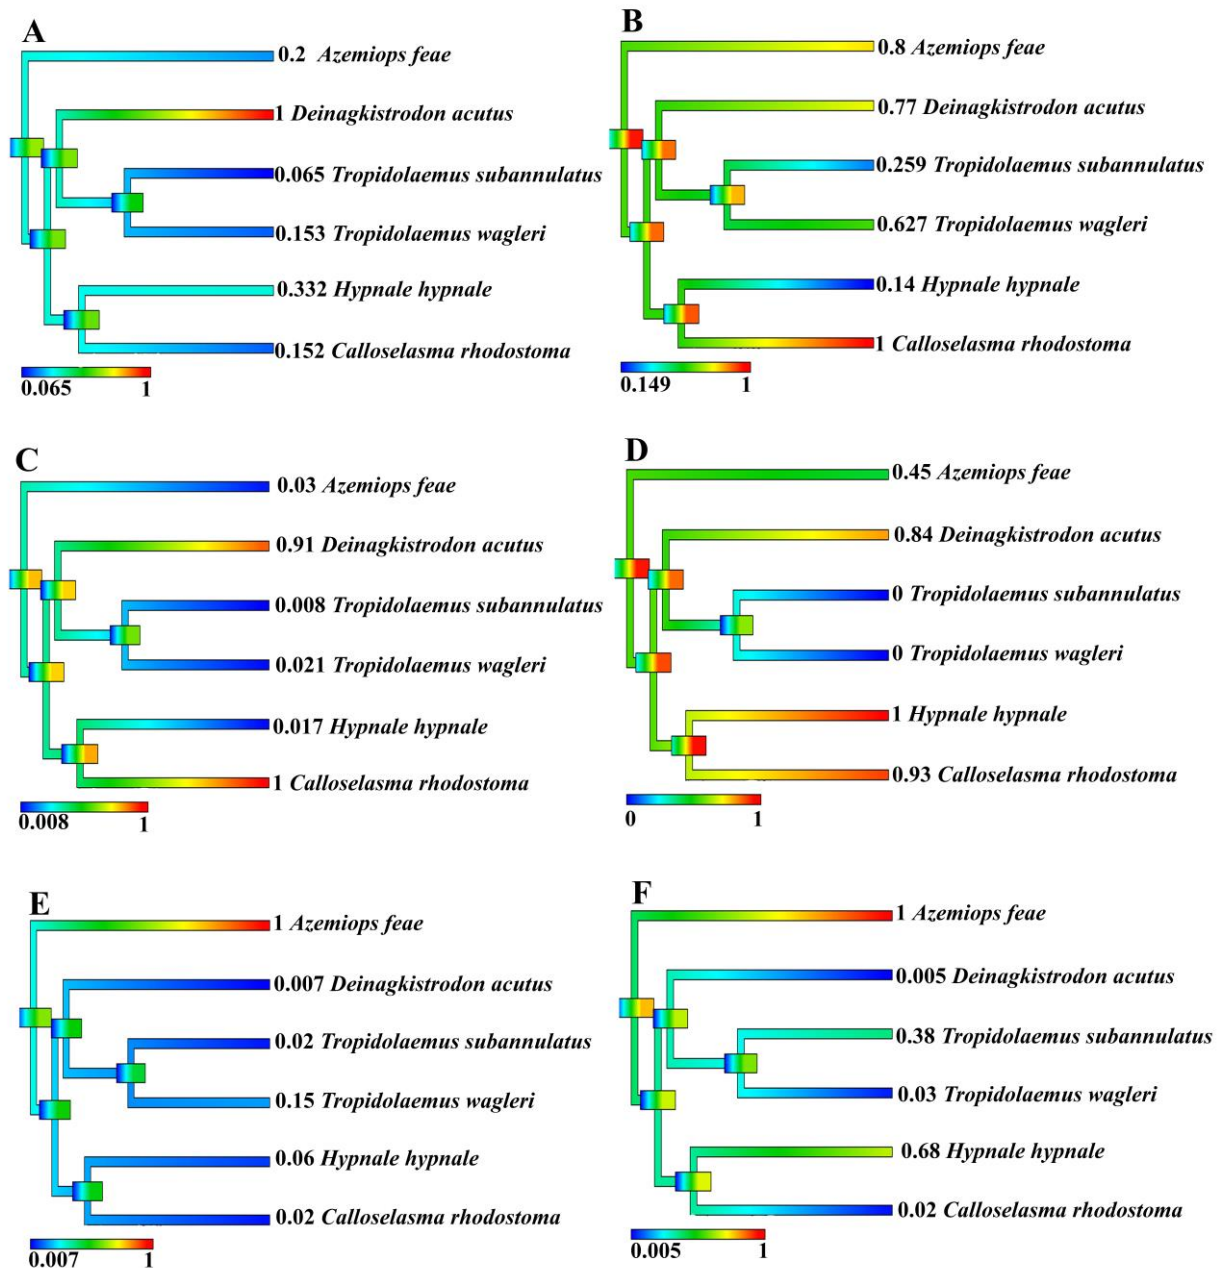 A
0.2 Azemiops feae
1 Deinagkistrodon acutus
0.065 Tropidolaemus subannulatus
0.153 Tropidolaemus wagleri
0.332 Hypnale hypnale
0.152 Calloselasma rhodostoma
0.065 1
B
0.8 Azemiops feae
0.77 Deinagkistrodon acutus
0.259 Tropidolaemus subannulatus
0.627 Tropidolaemus wagleri
0.14 Hypnale hypnale
1 Calloselasma rhodostoma
0.149 1
C
0.03 Azemiops feae
0.91 Deinagkistrodon acutus
0.008 Tropidolaemus subannulatus
0.021 Tropidolaemus wagleri
0.017 Hypnale hypnale
1 Calloselasma rhodostoma
0.008 1
D
0.45 Azemiops feae
0.84 Deinagkistrodon acutus
0 Tropidolaemus subannulatus
0 Tropidolaemus wagleri
1 Hypnale hypnale
0.93 Calloselasma rhodostoma
0 1
E
1 Azemiops feae
0.007 Deinagkistrodon acutus
0.02 Tropidolaemus subannulatus
0.15 Tropidolaemus wagleri
0.06 Hypnale hypnale
0.02 Calloselasma rhodostoma
0.007 1
F
1 Azemiops feae
0.005 Deinagkistrodon acutus
0.38 Tropidolaemus subannulatus
0.03 Tropidolaemus wagleri
0.68 Hypnale hypnale
0.02 Calloselasma rhodostoma
0.005 1